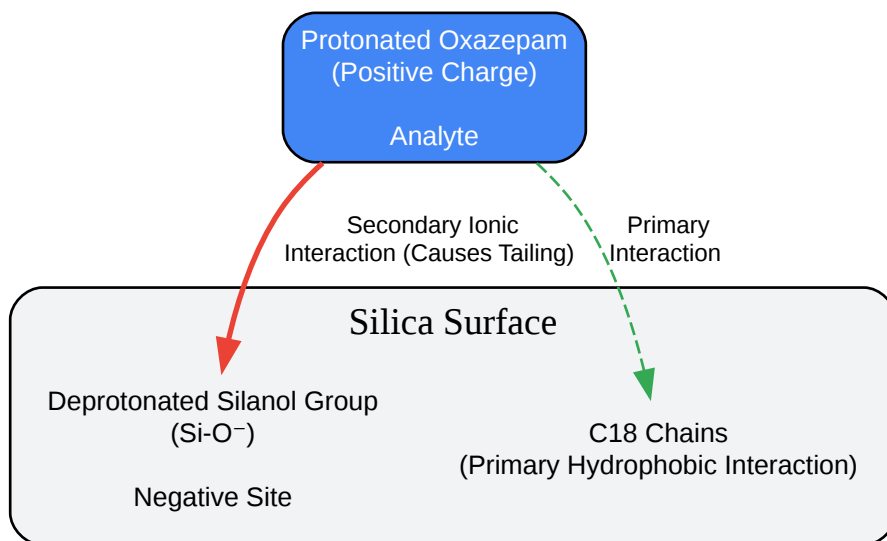 Protonated Oxazepam
(Positive Charge)
Analyte
Secondary Ionic
Interaction (Causes Tailing)
Primary
Interaction
Silica Surface
Deprotonated Silanol Group
(Si-O⁻)
Negative Site
C18 Chains
(Primary Hydrophobic Interaction)